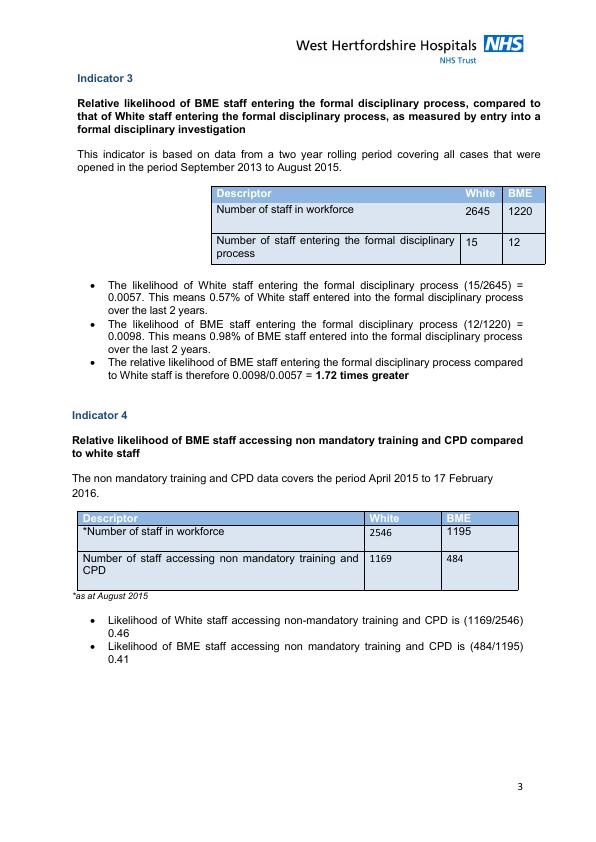 West Hertfordshire Hospitals NHS
NHS Trust
Indicator 3
Relative likelihood of BME staff entering the formal disciplinary process, compared to
that of White staff entering the formal disciplinary process, as measured by entry into a
formal disciplinary investigation
This indicator is based on data from a two year rolling period covering all cases that were
opened in the period September 2013 to August 2015.
Descriptor White BME
Number of staff in workforce 2645 1220
Number of staff entering the formal disciplinary
process 15 12
• The likelihood of White staff entering the formal disciplinary process (15/2645) =
0.0057. This means 0.57% of White staff entered into the formal disciplinary process
over the last 2 years.
• The likelihood of BME staff entering the formal disciplinary process (12/1220) =
0.0098. This means 0.98% of BME staff entered into the formal disciplinary process
over the last 2 years.
• The relative likelihood of BME staff entering the formal disciplinary process compared
to White staff is therefore 0.0098/0.0057 = 1.72 times greater
Indicator 4
Relative likelihood of BME staff accessing non mandatory training and CPD compared
to white staff
The non mandatory training and CPD data covers the period April 2015 to 17 February
2016.
Descriptor White BME
*Number of staff in workforce 2546 1195
Number of staff accessing non mandatory training and
CPD 1169 484
*as at August 2015
• Likelihood of White staff accessing non-mandatory training and CPD is (1169/2546)
0.46
• Likelihood of BME staff accessing non mandatory training and CPD is (484/1195)
0.41
3